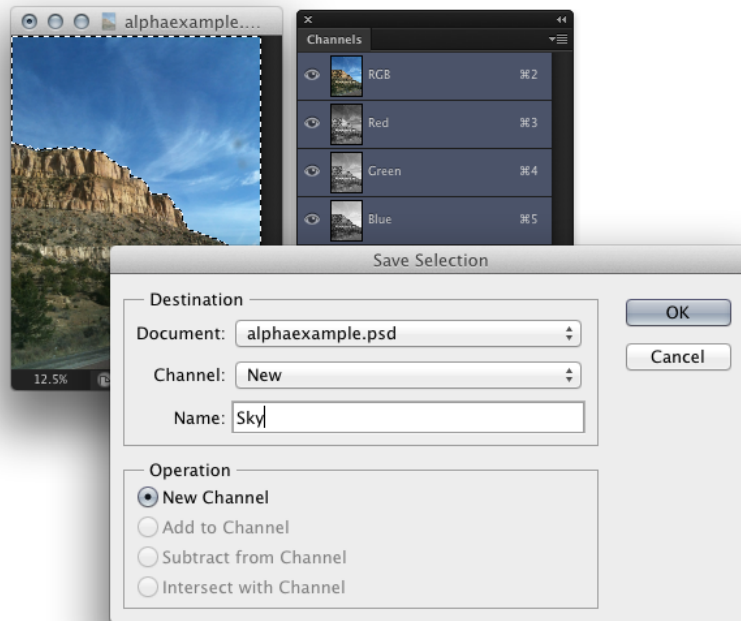 alphaexample....
Channels
RGB ⌘2
Red ⌘3
Green ⌘4
Blue ⌘5
12.5%
Save Selection
Destination
Document: alphaexample.psd
Channel: New
Name: Sky
OK
Cancel
Operation
New Channel
Add to Channel
Subtract from Channel
Intersect with Channel